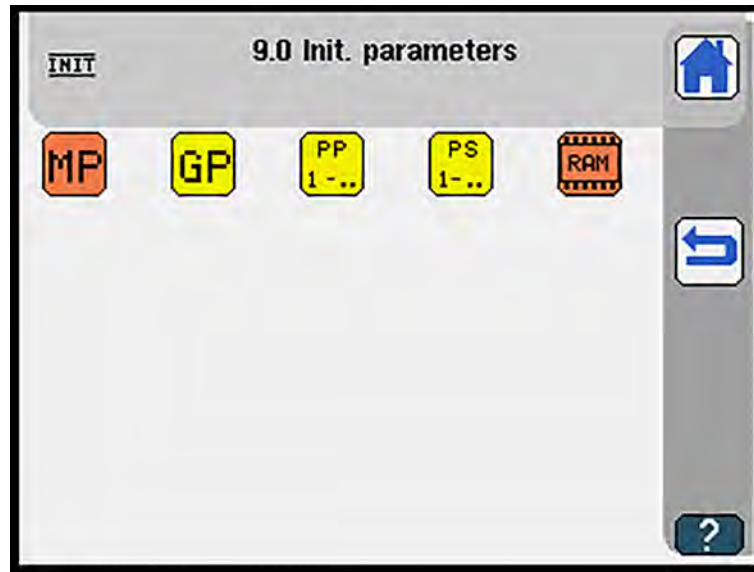 INIT
9.0 Init. parameters
MP
GP
PP
1-..
PS
1-..
RAM
?